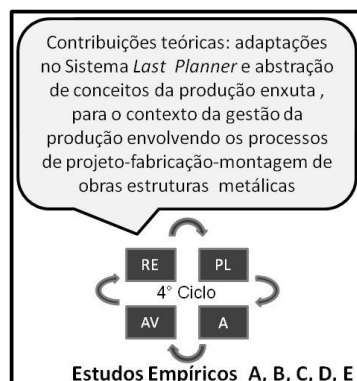 Contribuições teóricas: adaptações
no Sistema Last Planner e abstração
de conceitos da produção enxuta ,
para o contexto da gestão da
produção envolvendo os processos
de projeto-fabricação-montagem de
obras estruturas metálicas
RE PL
4° Ciclo
AV A
Estudos Empíricos A, B, C, D, E